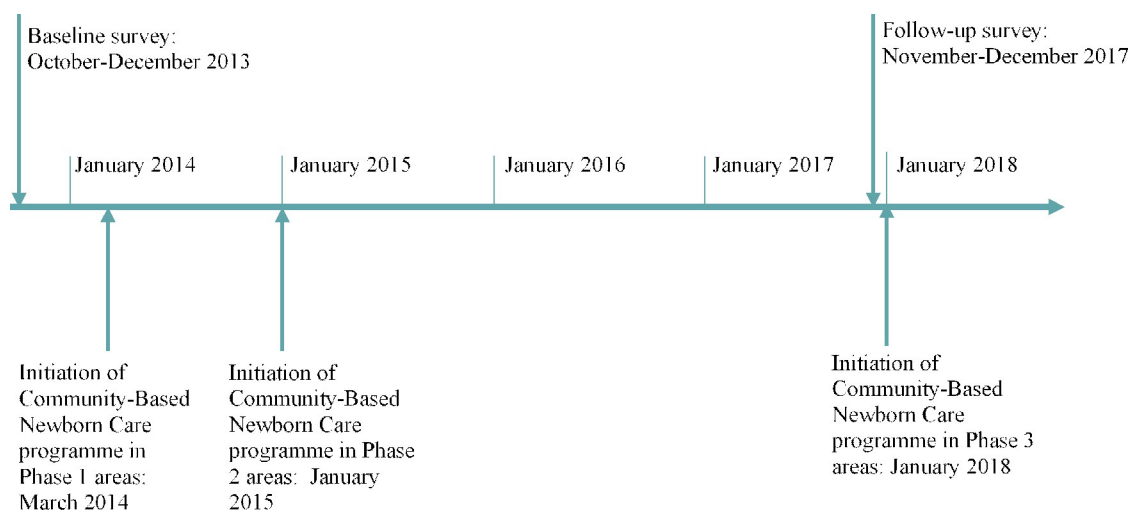 Baseline survey:
October-December 2013
Follow-up survey:
November-December 2017
January 2014
January 2015
January 2016
January 2017
January 2018
Initiation of
Community-Based
Newborn Care
programme in
Phase 1 areas:
March 2014
Initiation of
Community-Based
Newborn Care
programme in Phase
2 areas:  January
2015
Initiation of
Community-Based
Newborn Care
programme in Phase 3
areas: January 2018